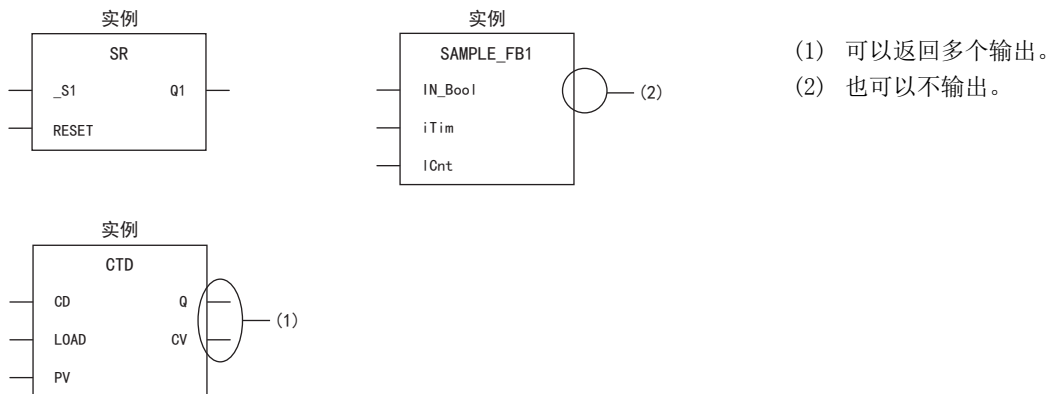 实例
SR
_S1 Q1
RESET
实例
SAMPLE_FB1
IN_Bool (2)
iTim
lCnt
(1) 可以返回多个输出。
(2) 也可以不输出。
实例
CTD
CD Q
(1)
LOAD CV
PV